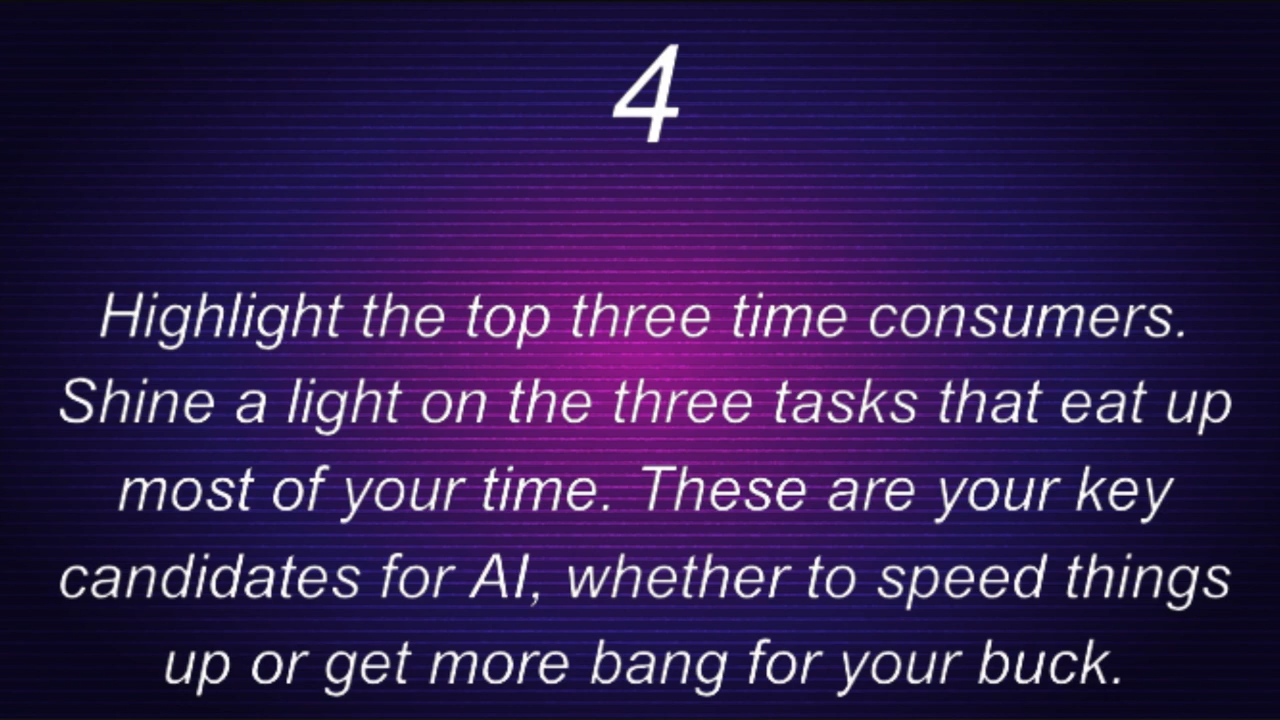 4
Highlight the top three time consumers.
Shine a light on the three tasks that eat up
most of your time. These are your key
candidates for AI, whether to speed things
up or get more bang for your buck.